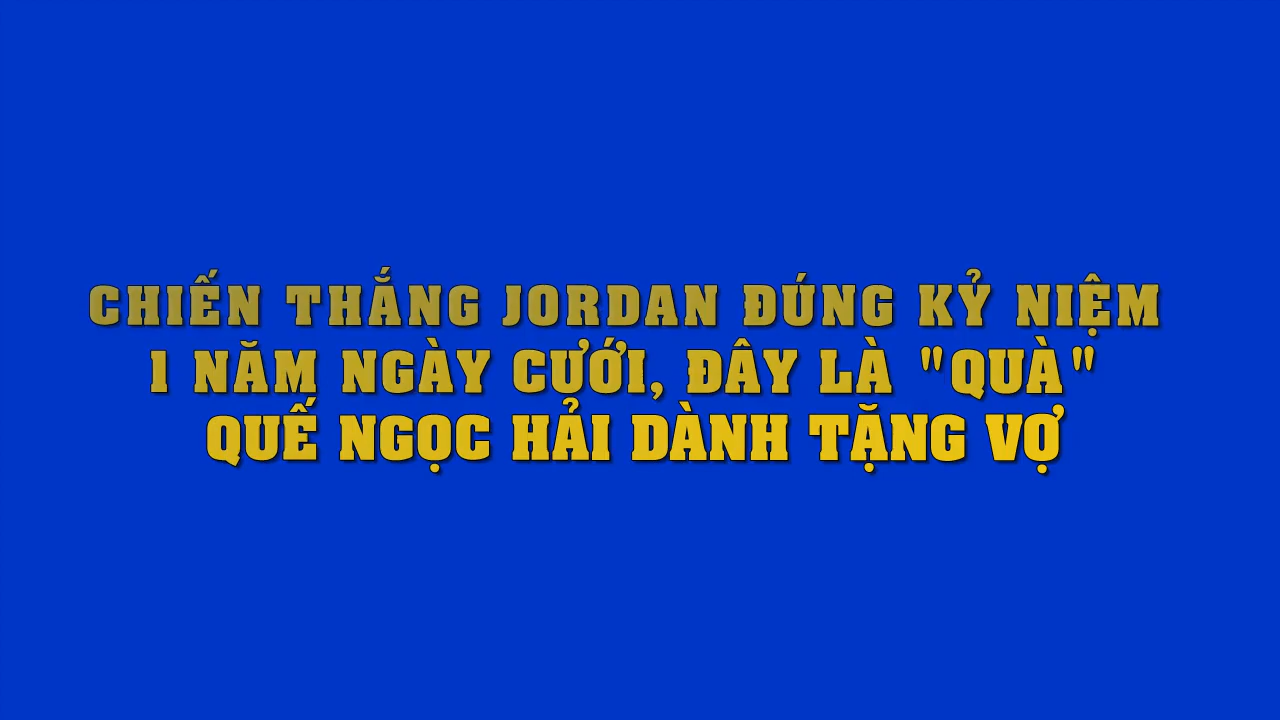 CHIẾN THẮNG JORDAN ĐÚNG KỶ NIỆM
1 NĂM NGÀY CƯỚI, ĐÂY LÀ "QUÀ"
QUẾ NGỌC HẢI DÀNH TẶNG VỢ